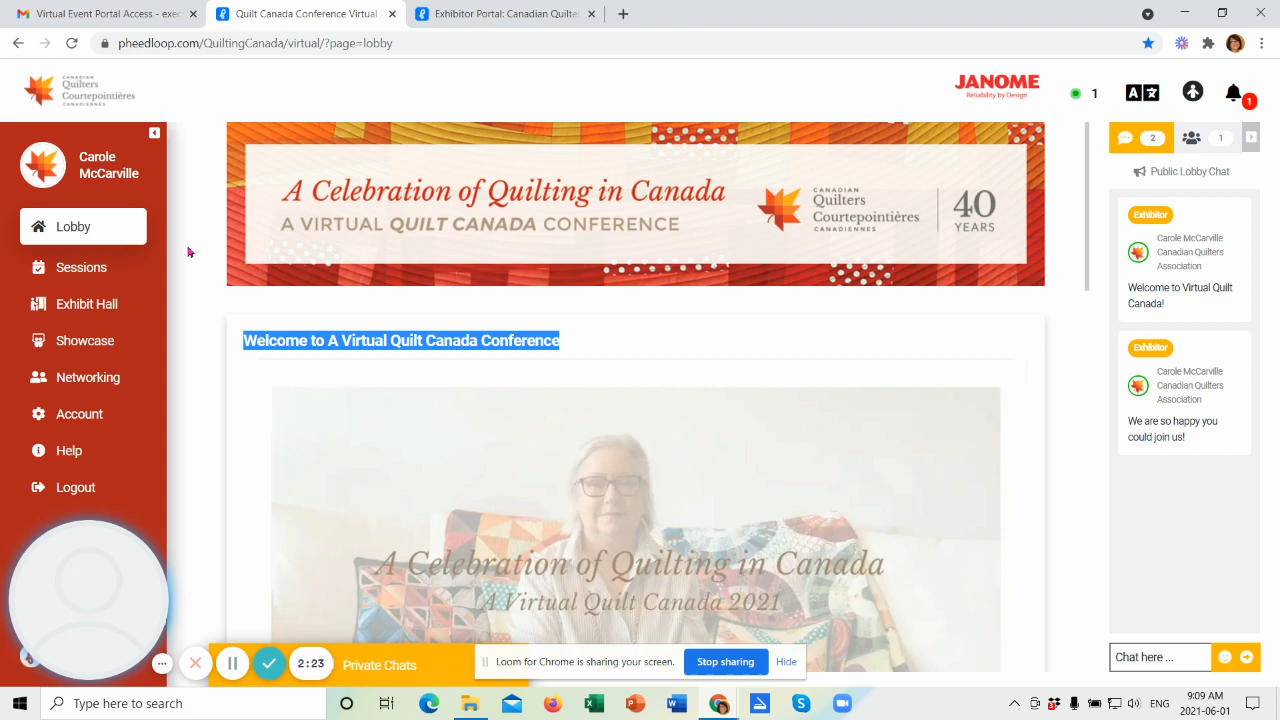 Virtual Event Passes Access - exec
Quilt Canada Conference Virtual
Exhibitor Portal: Canadian Quilte
pheedloop.com/QuiltingCanada/virtual/?page=lobby
CANADIAN
Quilters
Courtepointières
CANADIENNES
JANOME
Reliability by Design
1
A
1
Carole
McCarville
Lobby
Sessions
Exhibit Hall
Showcase
Networking
Account
Help
Logout
A Celebration of Quilting in Canada
A VIRTUAL QUILT CANADA CONFERENCE
CANADIAN
Quilters
Courtepointières
CANADIENNES
40
YEARS
Welcome to A Virtual Quilt Canada Conference
A Celebration of Quilting in Canada
A Virtual Quilt Canada 2021
2
1
Public Lobby Chat
Exhibitor
Carole McCarville
Canadian Quilters
Association
Welcome to Virtual Quilt
Canada!
Exhibitor
Carole McCarville
Canadian Quilters
Association
We are so happy you
could join us!
Chat here ...
2:23
Private Chats
Loom for Chrome is sharing your screen.
Stop sharing
Hide
Type here to search
ENG
9:09 AM
2021-06-01